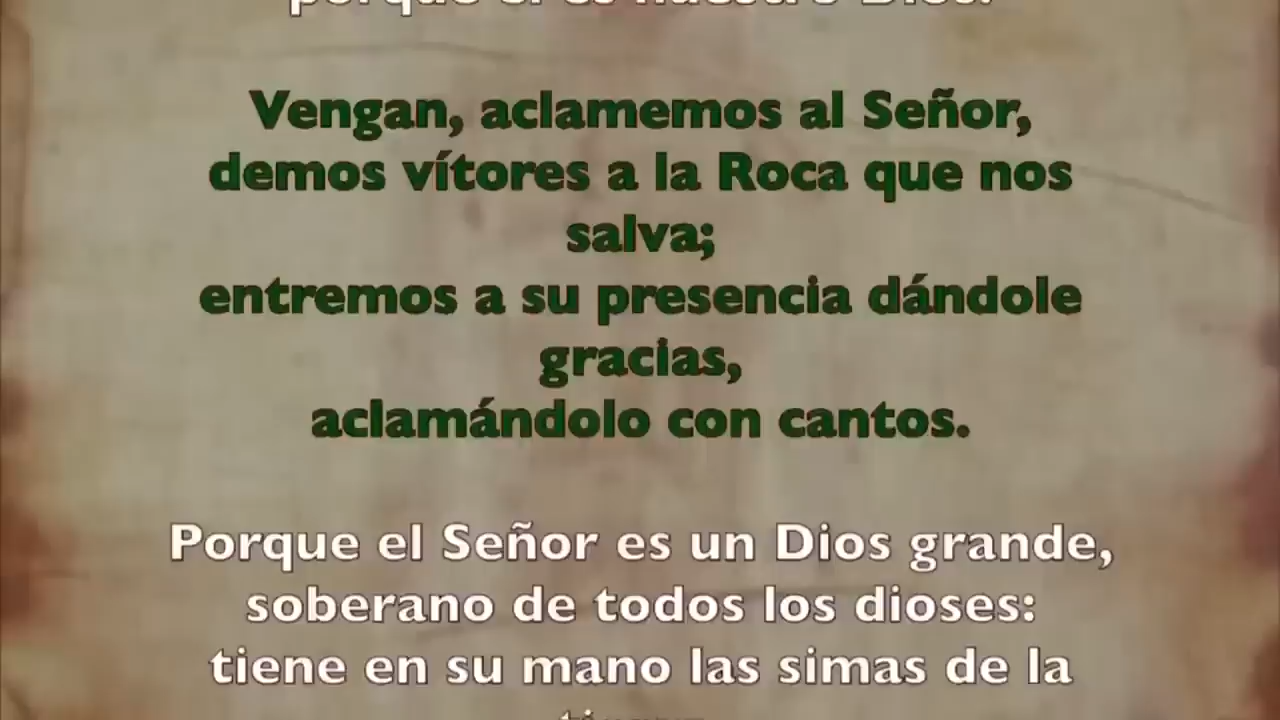 Vengan, aclamemos al Señor,
demos vítores a la Roca que nos
salva;
entremos a su presencia dándole
gracias,
aclamándolo con cantos.
Porque el Señor es un Dios grande,
soberano de todos los dioses:
tiene en su mano las simas de la